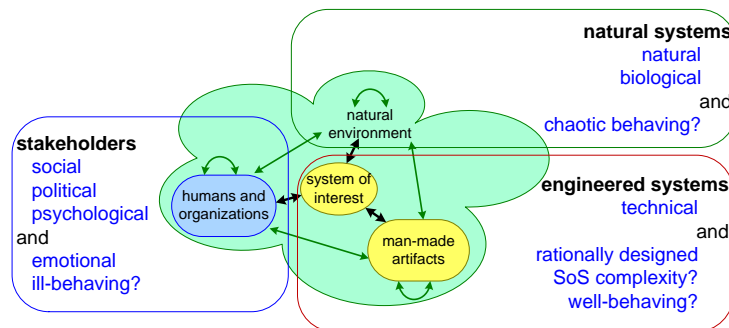 natural systems
natural
biological
and
chaotic behaving?
natural
environment
stakeholders
social
political
psychological
and
emotional
ill-behaving?
humans and
organizations
system of
interest
man-made
artifacts
engineered systems
technical
and
rationally designed
SoS complexity?
well-behaving?